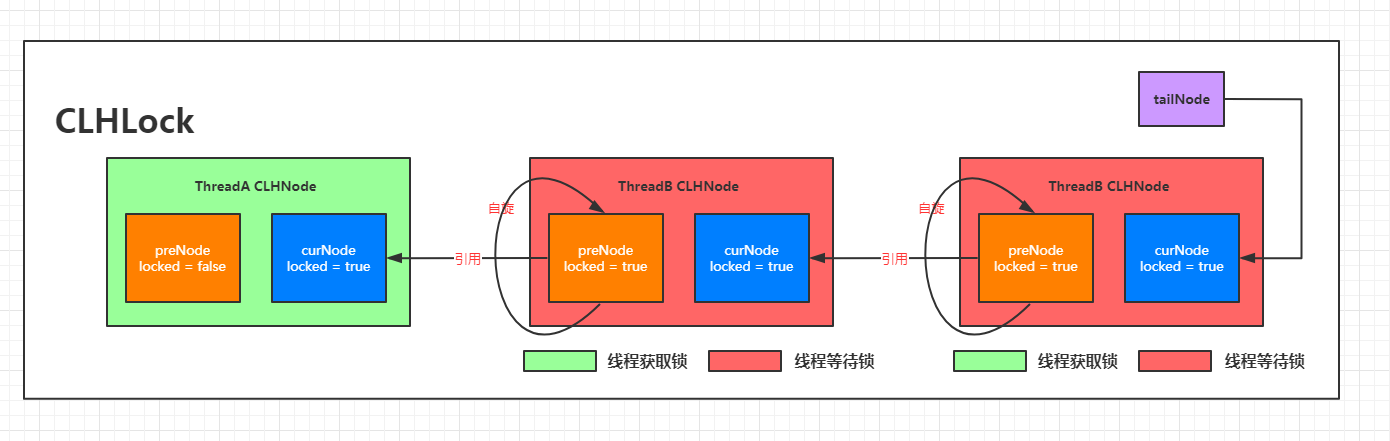 tailNode
CLHLock
ThreadA CLHNode
preNode
locked = false
curNode
locked = true
引用
自旋
ThreadB CLHNode
preNode
locked = true
curNode
locked = true
引用
自旋
ThreadB CLHNode
preNode
locked = true
curNode
locked = true
线程获取锁
线程等待锁
线程获取锁
线程等待锁